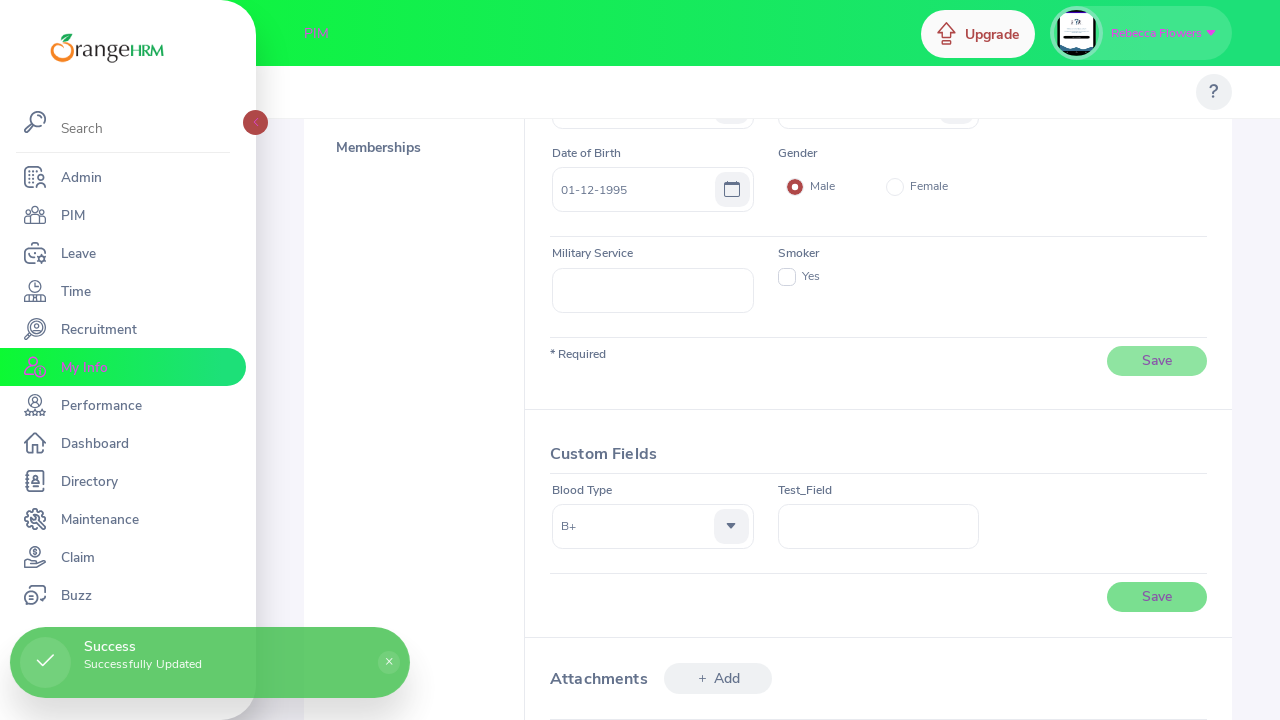 OrangeHRM
PIM
Upgrade
Rebecca Flowers
?
Search
Admin
PIM
Leave
Time
Recruitment
My Info
Performance
Dashboard
Directory
Maintenance
Claim
Buzz
Memberships
Date of Birth
Gender
01-12-1995
Male
Female
Military Service
Smoker
Yes
* Required
Save
Custom Fields
Blood Type
Test_Field
B+
Save
Attachments
+ Add
Success
Successfully Updated
×